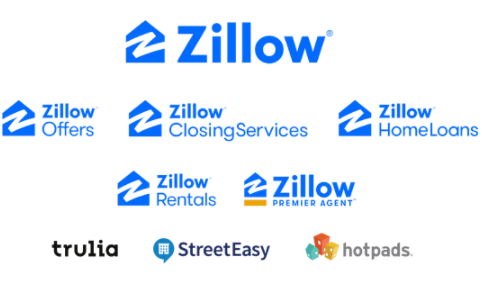 Zillow®
Zillow Offers
Zillow ClosingServices
Zillow HomeLoans
Zillow Rentals
Zillow PREMIER AGENT
trulia
StreetEasy
hotpads